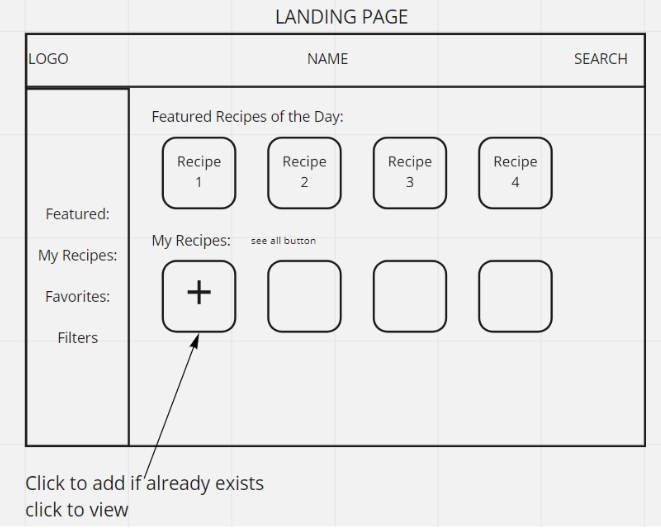 LANDING PAGE
LOGO NAME SEARCH
Featured Recipes of the Day:
Recipe
1
Recipe
2
Recipe
3
Recipe
4
Featured:
My Recipes:
Favorites:
Filters
My Recipes: see all button
+
Click to add if already exists
click to view